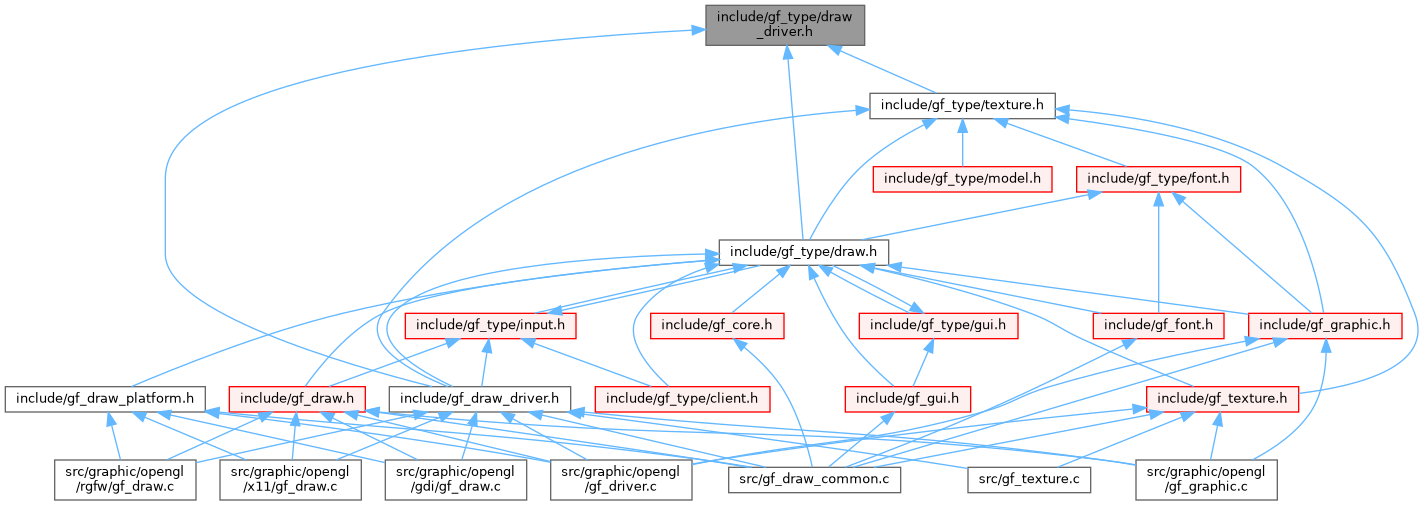 include/gf_type/draw
_driver.h
include/gf_type/texture.h
include/gf_type/model.h
include/gf_type/font.h
include/gf_type/draw.h
include/gf_type/input.h
include/gf_core.h
include/gf_type/gui.h
include/gf_font.h
include/gf_graphic.h
include/gf_draw_platform.h
include/gf_draw.h
include/gf_draw_driver.h
include/gf_type/client.h
include/gf_gui.h
include/gf_texture.h
src/graphic/opengl
/rgfw/gf_draw.c
src/graphic/opengl
/x11/gf_draw.c
src/graphic/opengl
/gdi/gf_draw.c
src/graphic/opengl
/gf_driver.c
src/gf_draw_common.c
src/gf_texture.c
src/graphic/opengl
/gf_graphic.c